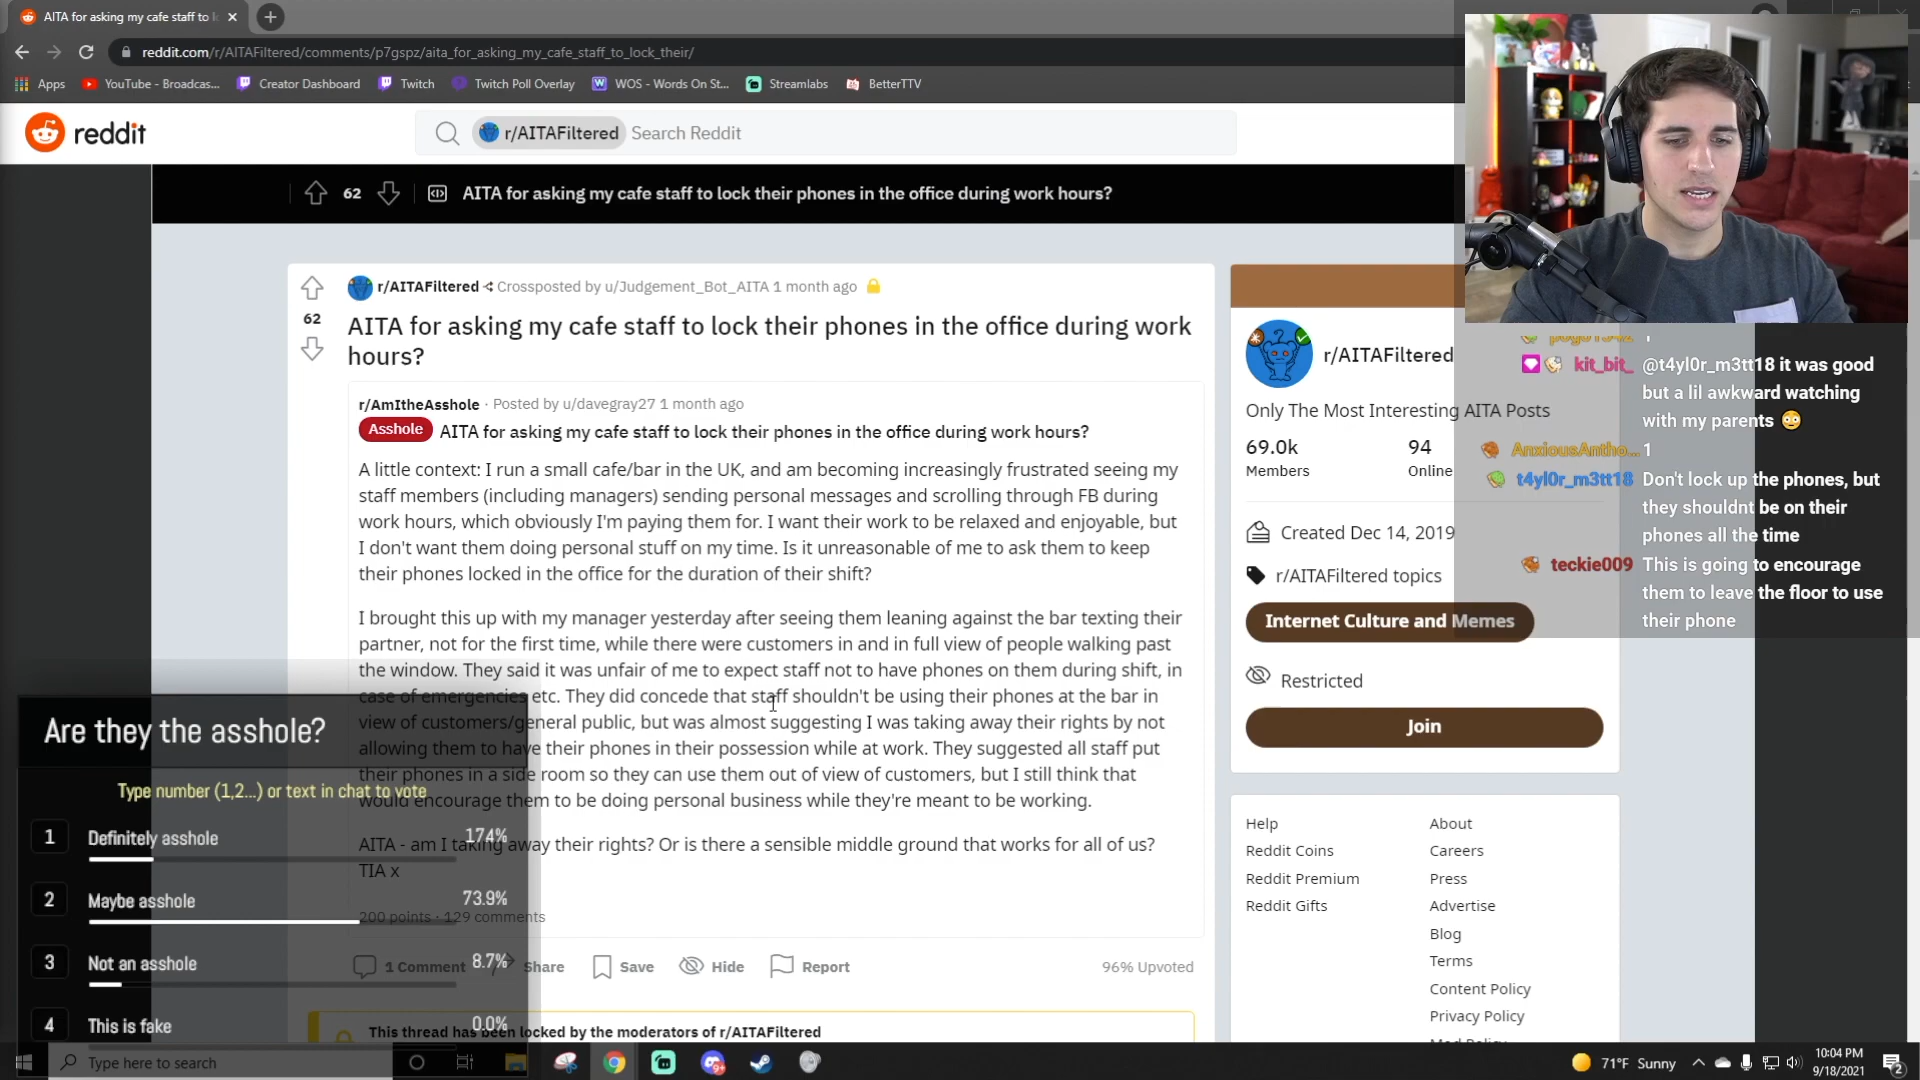 AITA for asking my cafe staff to l
reddit.com/r/AITAFiltered/comments/p7gspz/aita_for_asking_my_cafe_staff_to_lock_their/
Apps YouTube - Broadcas... Creator Dashboard Twitch Twitch Poll Overlay WOS - Words On St... Streamlabs BetterTTV
reddit r/AITAFiltered Search Reddit
62 AITA for asking my cafe staff to lock their phones in the office during work hours?
r/AITAFiltered Crossposted by u/Judgement_Bot_AITA 1 month ago
62
AITA for asking my cafe staff to lock their phones in the office during work
hours?
r/AmItheAsshole · Posted by u/davegray27 1 month ago
Asshole AITA for asking my cafe staff to lock their phones in the office during work hours?
A little context: I run a small cafe/bar in the UK, and am becoming increasingly frustrated seeing my
staff members (including managers) sending personal messages and scrolling through FB during
work hours, which obviously I'm paying them for. I want their work to be relaxed and enjoyable, but
I don't want them doing personal stuff on my time. Is it unreasonable of me to ask them to keep
their phones locked in the office for the duration of their shift?
I brought this up with my manager yesterday after seeing them leaning against the bar texting their
partner, not for the first time, while there were customers in and in full view of people walking past
the window. They said it was unfair of me to expect staff not to have phones on them during shift, in
case of emergencies etc. They did concede that staff shouldn't be using their phones at the bar in
view of customers/general public, but was almost suggesting I was taking away their rights by not
allowing them to have their phones in their possession while at work. They suggested all staff put
their phones in a side room so they can use them out of view of customers, but I still think that
would encourage them to be doing personal business while they're meant to be working.
AITA - am I taking away their rights? Or is there a sensible middle ground that works for all of us?
TIA x
200 points · 129 comments
1 Comment Share Save Hide Report 96% Upvoted
This thread has been locked by the moderators of r/AITAFiltered
r/AITAFiltered
Only The Most Interesting AITA Posts
69.0k 94
Members Online
Created Dec 14, 2019
r/AITAFiltered topics
Internet Culture and Memes
Restricted
Join
Help About
Reddit Coins Careers
Reddit Premium Press
Reddit Gifts Advertise
Blog
Terms
Content Policy
Privacy Policy
Mod Policy
kit_bit_ @t4yl0r_m3tt18 it was good
but a lil awkward watching
with my parents 😳
AnxiousAntho... 1
t4yl0r_m3tt18 Don't lock up the phones, but
they shouldnt be on their
phones all the time
teckie009 This is going to encourage
them to leave the floor to use
their phone
Are they the asshole?
Type number (1,2...) or text in chat to vote
1 Definitely asshole 17.4%
2 Maybe asshole 73.9%
3 Not an asshole 8.7%
4 This is fake 0.0%
Type here to search
71°F Sunny
10:04 PM
9/18/2021
2